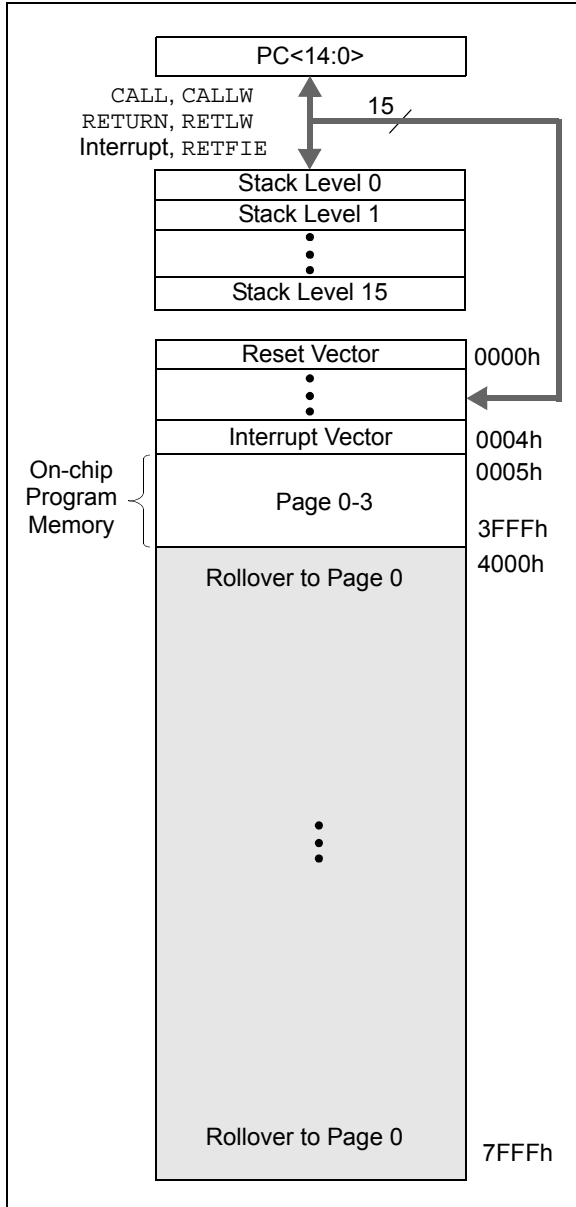 PC<14:0>
CALL, CALLW
RETURN, RETLW
Interrupt, RETFIE
15
Stack Level 0
Stack Level 1
Stack Level 15
Reset Vector
0000h
Interrupt Vector
0004h
On-chip
Program
Memory
0005h
Page 0-3
3FFFh
4000h
Rollover to Page 0
Rollover to Page 0
7FFFh